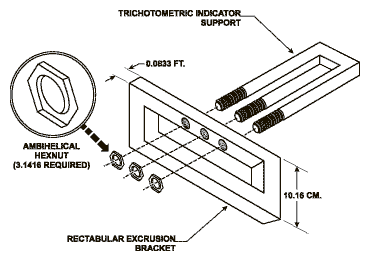 TRICHOTOMETRIC INDICATOR
SUPPORT
0.0833 FT.
AMBIHELICAL
HEXNUT
(3.1416 REQUIRED)
10.16 CM.
RECTABULAR EXCRUSION
BRACKET